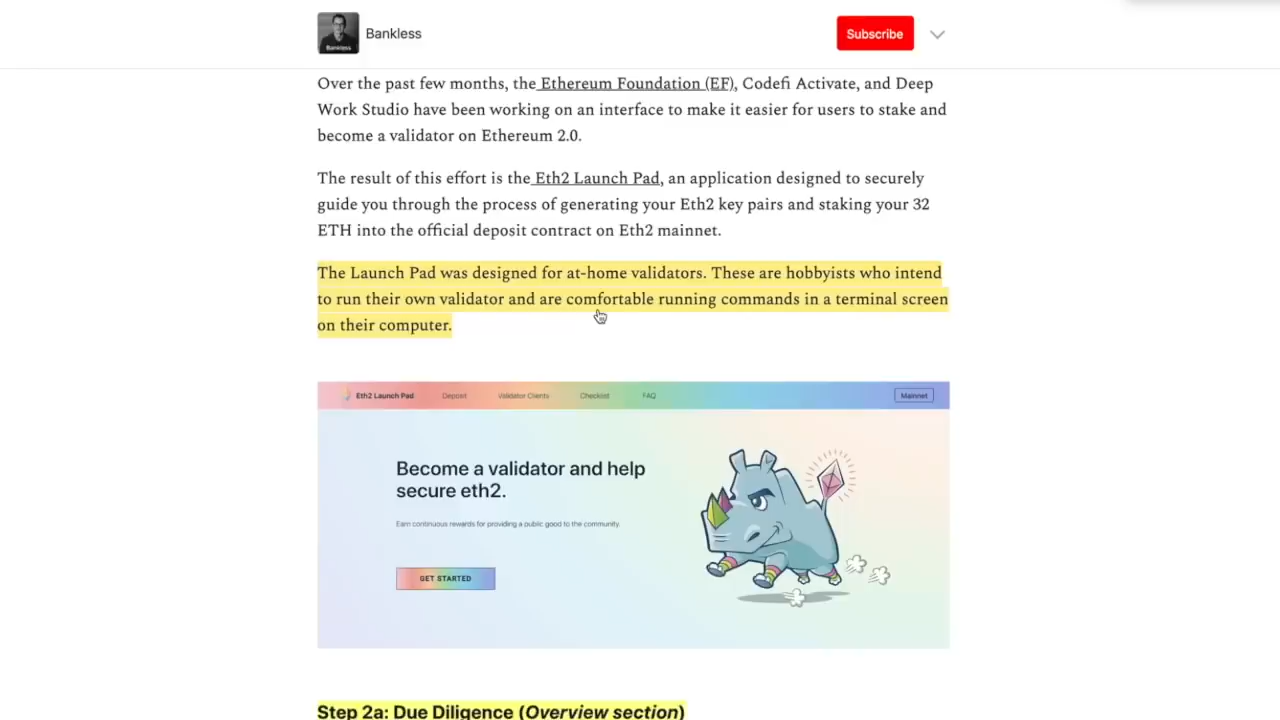 Bankless
Bankless
Subscribe
Over the past few months, the Ethereum Foundation (EF), Codefi Activate, and Deep
Work Studio have been working on an interface to make it easier for users to stake and
become a validator on Ethereum 2.0.
The result of this effort is the Eth2 Launch Pad, an application designed to securely
guide you through the process of generating your Eth2 key pairs and staking your 32
ETH into the official deposit contract on Eth2 mainnet.
The Launch Pad was designed for at-home validators. These are hobbyists who intend
to run their own validator and are comfortable running commands in a terminal screen
on their computer.
Eth2 Launch Pad Deposit Validator Clients Checklist FAQ Mainnet
Become a validator and help
secure eth2.
Earn continuous rewards for providing a public good to the community.
GET STARTED
Step 2a: Due Diligence (Overview section)